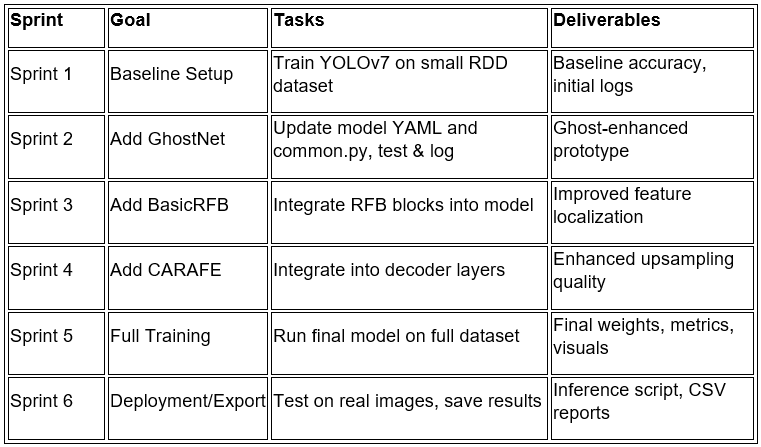 Sprint Goal Tasks Deliverables
Sprint 1 Baseline Setup Train YOLOv7 on small RDD dataset Baseline accuracy, initial logs
Sprint 2 Add GhostNet Update model YAML and common.py, test & log Ghost-enhanced prototype
Sprint 3 Add BasicRFB Integrate RFB blocks into model Improved feature localization
Sprint 4 Add CARAFE Integrate into decoder layers Enhanced upsampling quality
Sprint 5 Full Training Run final model on full dataset Final weights, metrics, visuals
Sprint 6 Deployment/Export Test on real images, save results Inference script, CSV reports